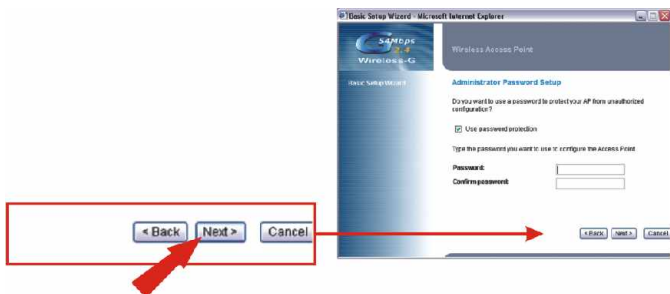 Basic Setup Wizard - Microsoft Internet Explorer
54Mbps
2.4
Wireless-G
Wireless Access Point
Basic Setup Wizard
Administrator Password Setup
Do you want to use a password to protect your AP from unauthorized
configuration?
Use password protection
Type the password you want to use to configure the Access Point
Password:
Confirm password:
< Back Next > Cancel
< Back Next > Cancel